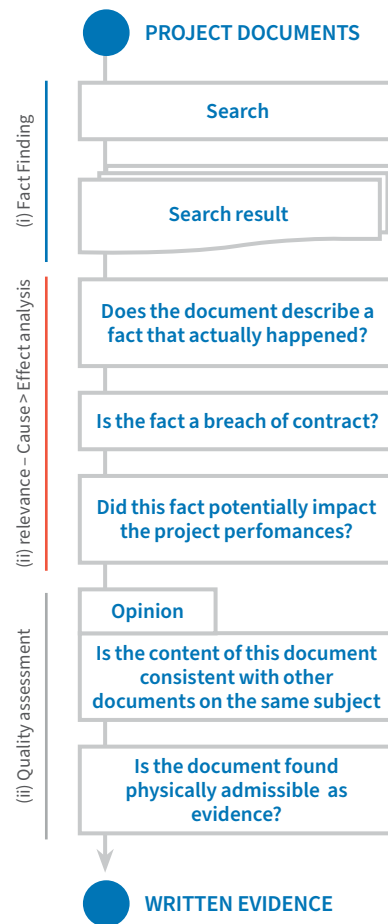 PROJECT DOCUMENTS
(i) Fact Finding
Search
Search result
(ii) relevance – Cause> Effect analysis
Does the document describe a
fact that actually happened?
Is the fact a breach of contract?
Did this fact potentially impact
the project perfomances?
(ii) Quality assessment
Opinion
Is the content of this document
consistent with other
documents on the same subject
Is the document found
physically admissible as
evidence?
WRITTEN EVIDENCE